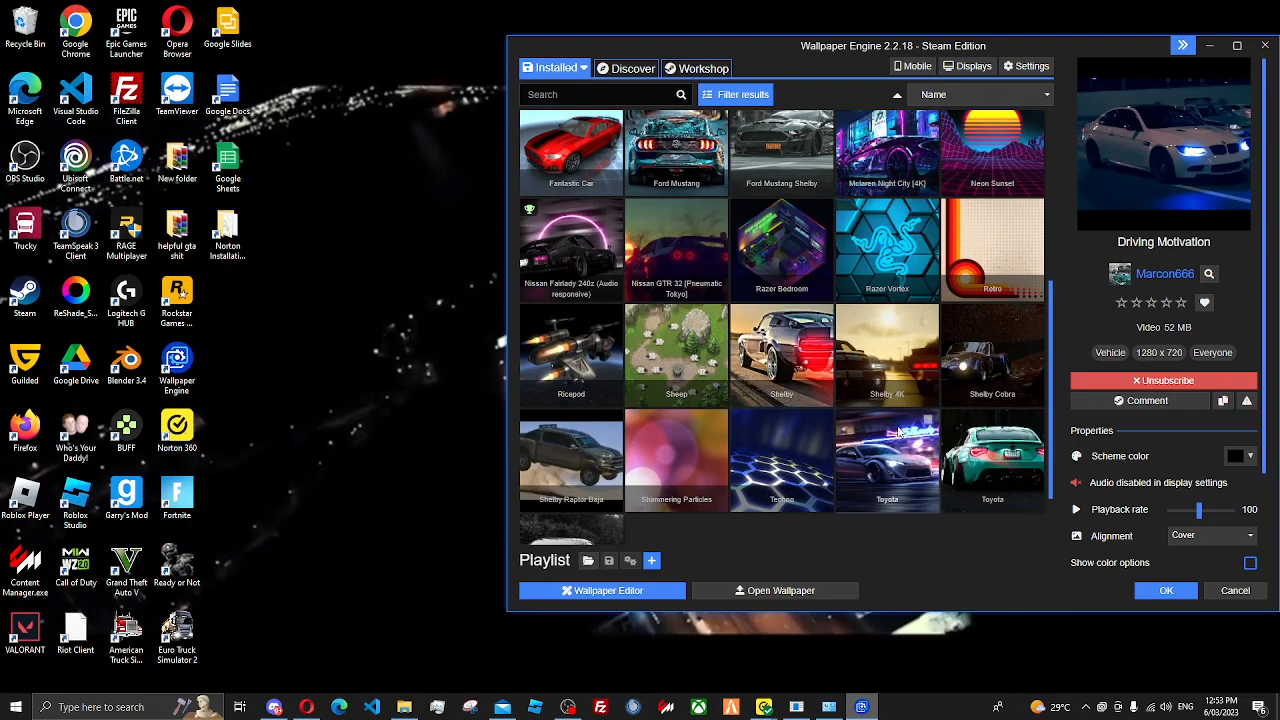 Recycle Bin
Google Chrome
Epic Games Launcher
Opera Browser
Google Slides
Microsoft Edge
Visual Studio Code
FileZilla Client
TeamViewer
Google Docs
OBS Studio
Ubisoft Connect
Battle.net
New folder
Google Sheets
Trucky
TeamSpeak 3 Client
RAGE Multiplayer
helpful gta shit
Norton Installati...
Steam
ReShade_S...
Logitech G HUB
Rockstar Games ...
Guilded
Google Drive
Blender 3.4
Wallpaper Engine
Firefox
Who's Your Daddy!
BUFF
Norton 360
Roblox Player
Roblox Studio
Garry's Mod
Fortnite
Content Manager.exe
Call of Duty
Grand Theft Auto V
Ready or Not
VALORANT
Riot Client
American Truck Si...
Euro Truck Simulator 2
Wallpaper Engine 2.2.18 - Steam Edition
Installed
Discover
Workshop
Mobile
Displays
Settings
Search
Filter results
Name
Fantastic Car
Ford Mustang
Ford Mustang Shelby
Mclaren Night City [4K]
Neon Sunset
Nissan Fairlady 240z (Audio responsive)
Nissan GTR 32 [Pneumatic Tokyo]
Razer Bedroom
Razer Vortex
Retro
Ricepod
Sheep
Shelby
Shelby 4K
Shelby Cobra
Shelby Raptor Baja
Shimmering Particles
Techno
Toyota
Toyota
Playlist
Wallpaper Editor
Open Wallpaper
Driving Motivation
Marcon666
Video 25 MB
Vehicle
1280 x 720
Everyone
Unsubscribe
Comment
Properties
Scheme color
Audio disabled in display settings
Playback rate
100
Alignment
Cover
Show color options
OK
Cancel
Type here to search
29°C
ENG
12:53 PM
6/03/2023